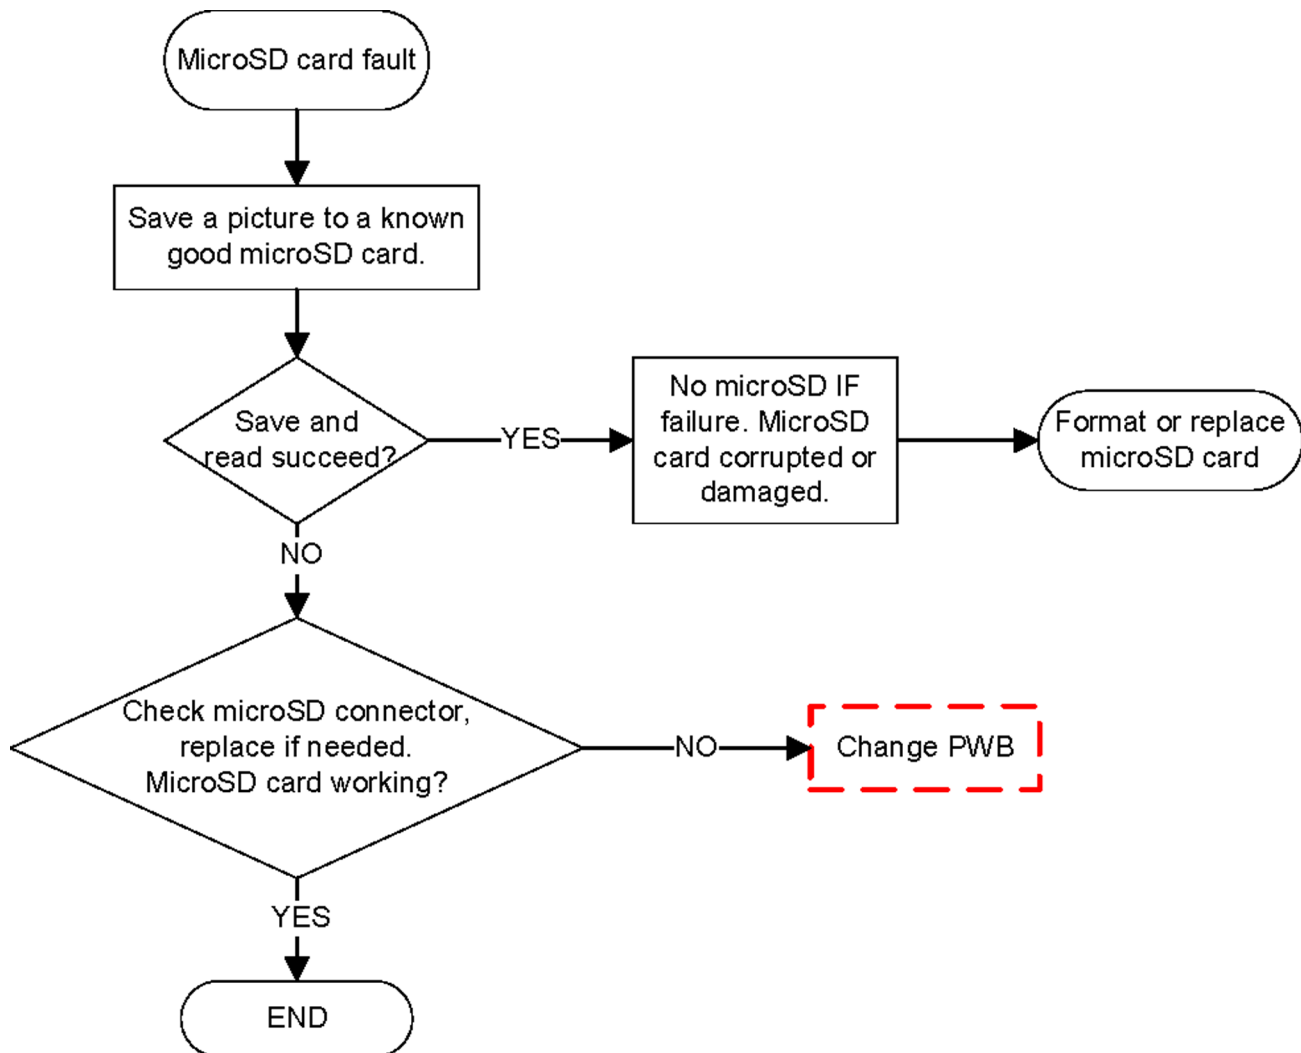 MicroSD card fault
Save a picture to a known
good microSD card.
Save and
read succeed?
YES
No microSD IF
failure. MicroSD
card corrupted or
damaged.
Format or replace
microSD card
NO
Check microSD connector,
replace if needed.
MicroSD card working?
NO
Change PWB
YES
END